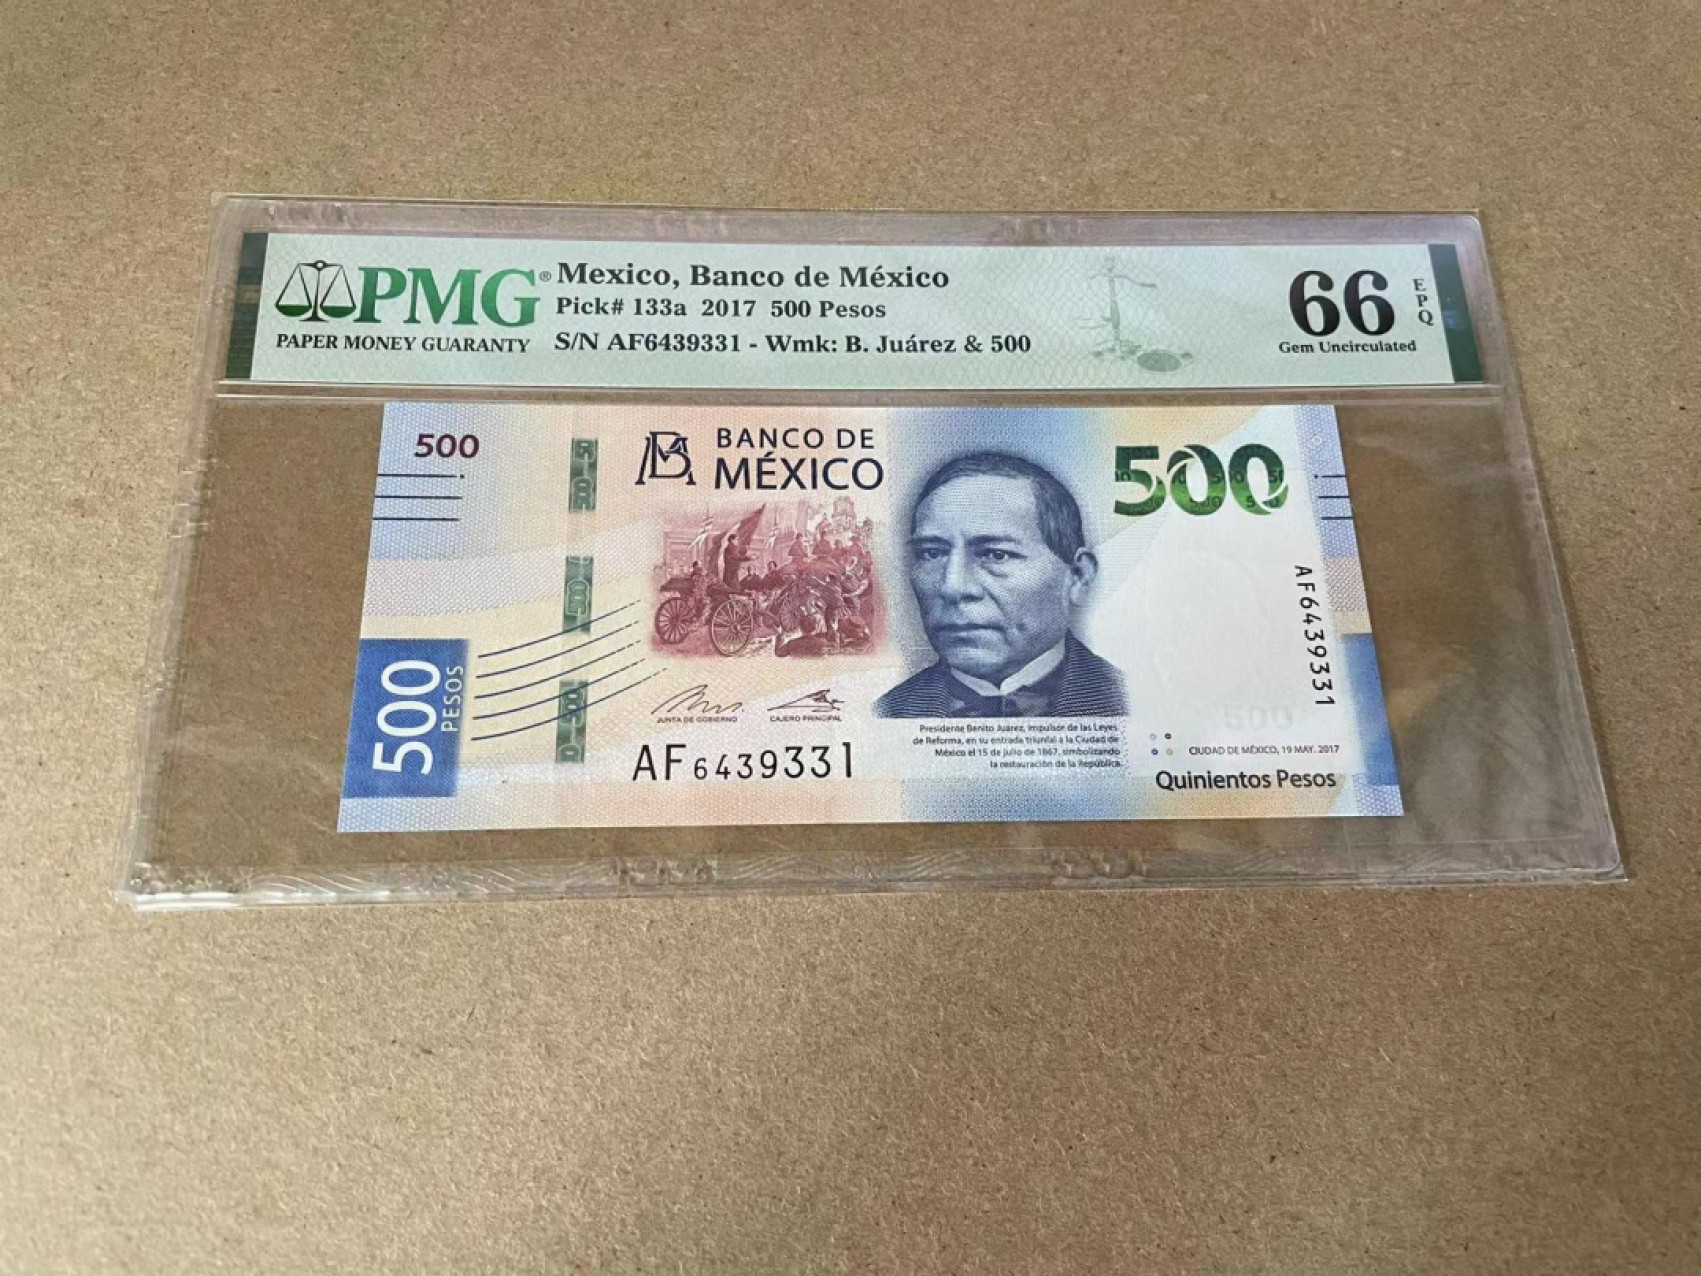 PMG®
PAPER MONEY GUARANTY
Mexico, Banco de México
Pick# 133a 2017 500 Pesos
S/N AF6439331 - Wmk: B. Juárez & 500
66
EPQ
Gem Uncirculated
500
BM
BANCO DE
MÉXICO
500
AF6439331
500
PESOS
JUNTA DE GOBIERNO
CAJERO PRINCIPAL
AF6439331
Presidente Benito Juárez, impulsor de las Leyes
de Reforma, en su entrada triunfal a la Ciudad de
México el 15 de julio de 1867, simbolizando
la restauración de la República.
500
CIUDAD DE MÉXICO, 19 MAY. 2017
Quinientos Pesos